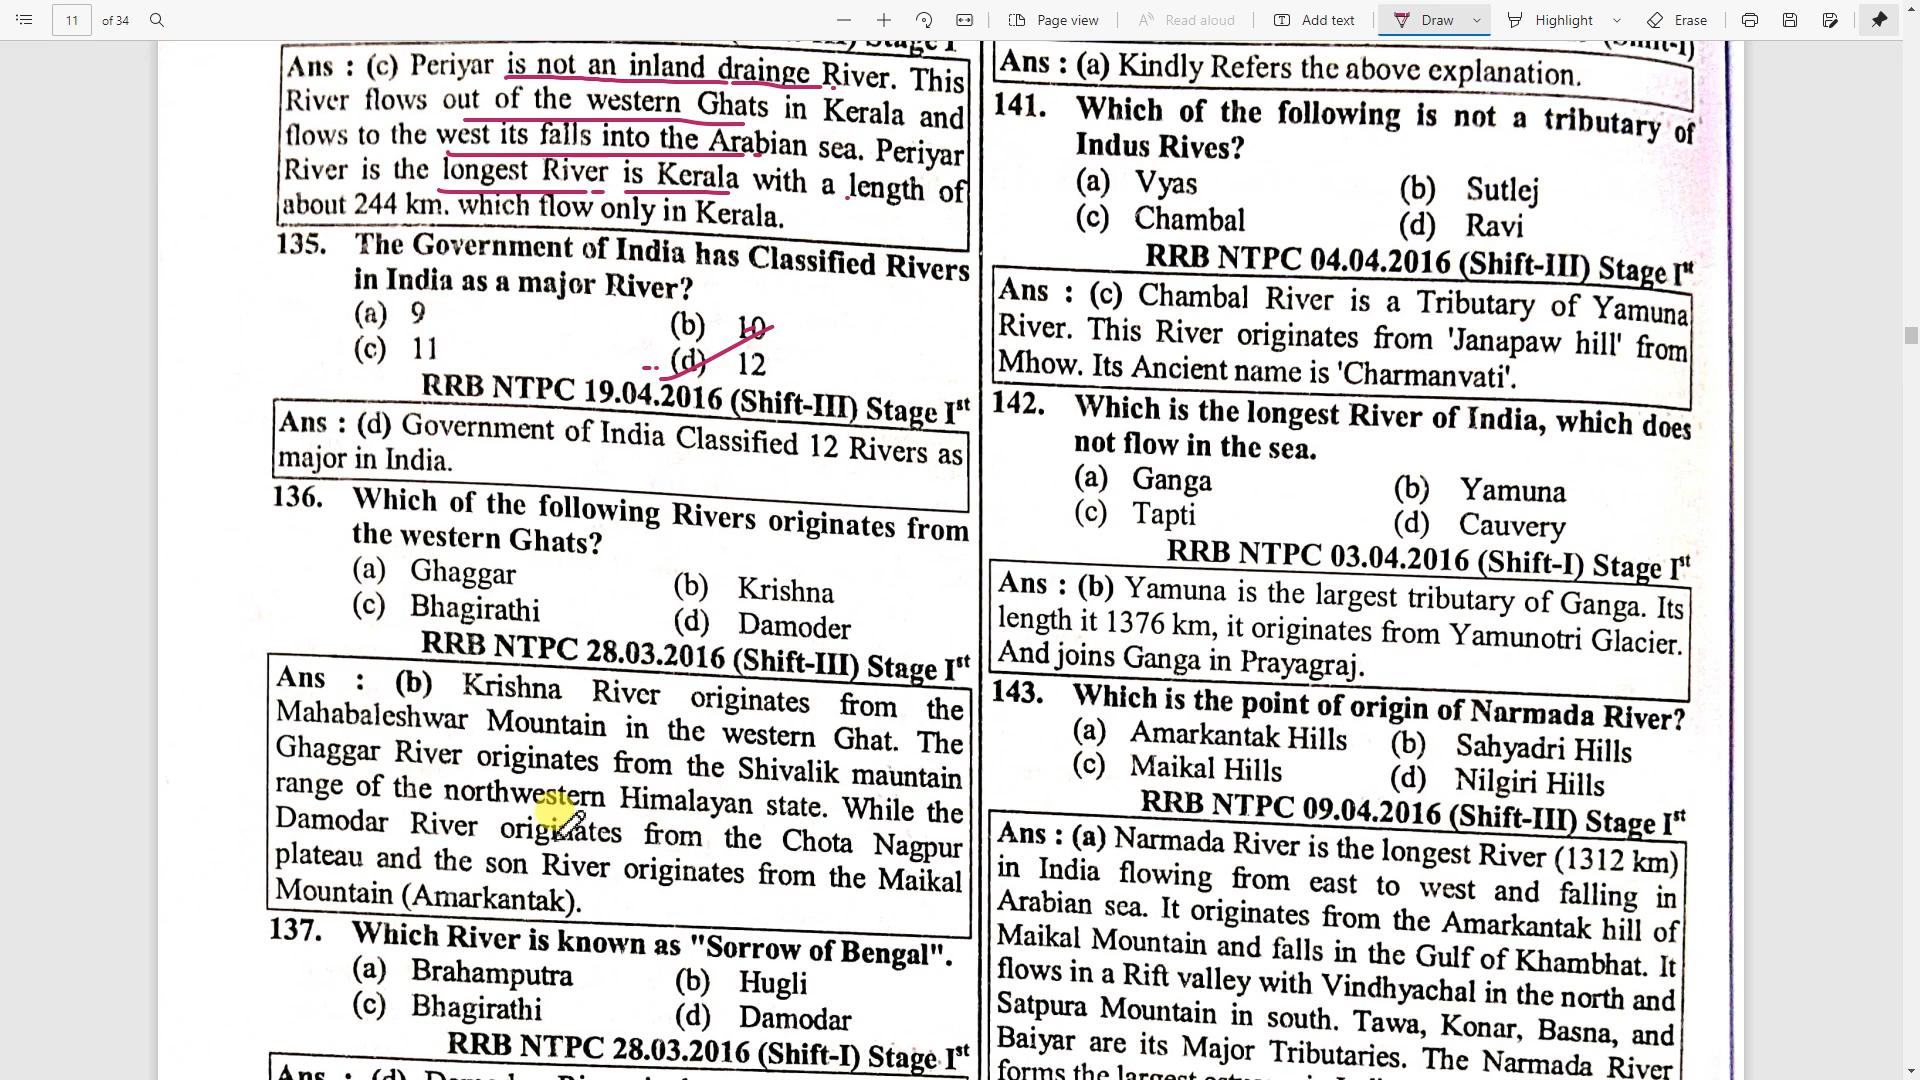 11 of 34
Page view
Read aloud
Add text
Draw
Highlight
Erase
Ans : (c) Periyar is not an inland drainge River. This
River flows out of the western Ghats in Kerala and
flows to the west its falls into the Arabian sea. Periyar
River is the longest River is Kerala with a length of
about 244 km. which flow only in Kerala.
135. The Government of India has Classified Rivers
in India as a major River?
(a) 9 (b) 10
(c) 11 (d) 12
RRB NTPC 19.04.2016 (Shift-III) Stage Ist
Ans : (d) Government of India Classified 12 Rivers as
major in India.
136. Which of the following Rivers originates from
the western Ghats?
(a) Ghaggar (b) Krishna
(c) Bhagirathi (d) Damoder
RRB NTPC 28.03.2016 (Shift-III) Stage Ist
Ans : (b) Krishna River originates from the
Mahabaleshwar Mountain in the western Ghat. The
Ghaggar River originates from the Shivalik mauntain
range of the northwestern Himalayan state. While the
Damodar River originates from the Chota Nagpur
plateau and the son River originates from the Maikal
Mountain (Amarkantak).
137. Which River is known as "Sorrow of Bengal".
(a) Brahamputra (b) Hugli
(c) Bhagirathi (d) Damodar
RRB NTPC 28.03.2016 (Shift-I) Stage Ist
Ans : (d)
(Shift-I)
Ans : (a) Kindly Refers the above explanation.
141. Which of the following is not a tributary of
Indus Rives?
(a) Vyas (b) Sutlej
(c) Chambal (d) Ravi
RRB NTPC 04.04.2016 (Shift-III) Stage Ist
Ans : (c) Chambal River is a Tributary of Yamuna
River. This River originates from 'Janapaw hill' from
Mhow. Its Ancient name is 'Charmanvati'.
142. Which is the longest River of India, which does
not flow in the sea.
(a) Ganga (b) Yamuna
(c) Tapti (d) Cauvery
RRB NTPC 03.04.2016 (Shift-I) Stage Ist
Ans : (b) Yamuna is the largest tributary of Ganga. Its
length it 1376 km, it originates from Yamunotri Glacier.
And joins Ganga in Prayagraj.
143. Which is the point of origin of Narmada River?
(a) Amarkantak Hills (b) Sahyadri Hills
(c) Maikal Hills (d) Nilgiri Hills
RRB NTPC 09.04.2016 (Shift-III) Stage Ist
Ans : (a) Narmada River is the longest River (1312 km)
in India flowing from east to west and falling in
Arabian sea. It originates from the Amarkantak hill of
Maikal Mountain and falls in the Gulf of Khambhat. It
flows in a Rift valley with Vindhyachal in the north and
Satpura Mountain in south. Tawa, Konar, Basna, and
Baiyar are its Major Tributaries. The Narmada River
forms the largest